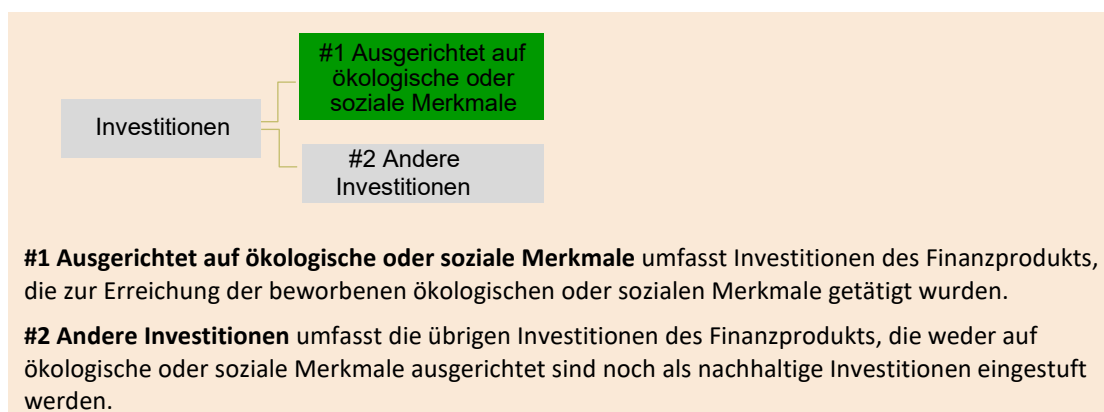 #1 Ausgerichtet auf
ökologische oder
soziale Merkmale
Investitionen
#2 Andere
Investitionen
#1 Ausgerichtet auf ökologische oder soziale Merkmale umfasst Investitionen des Finanzprodukts,
die zur Erreichung der beworbenen ökologischen oder sozialen Merkmale getätigt wurden.
#2 Andere Investitionen umfasst die übrigen Investitionen des Finanzprodukts, die weder auf
ökologische oder soziale Merkmale ausgerichtet sind noch als nachhaltige Investitionen eingestuft
werden.